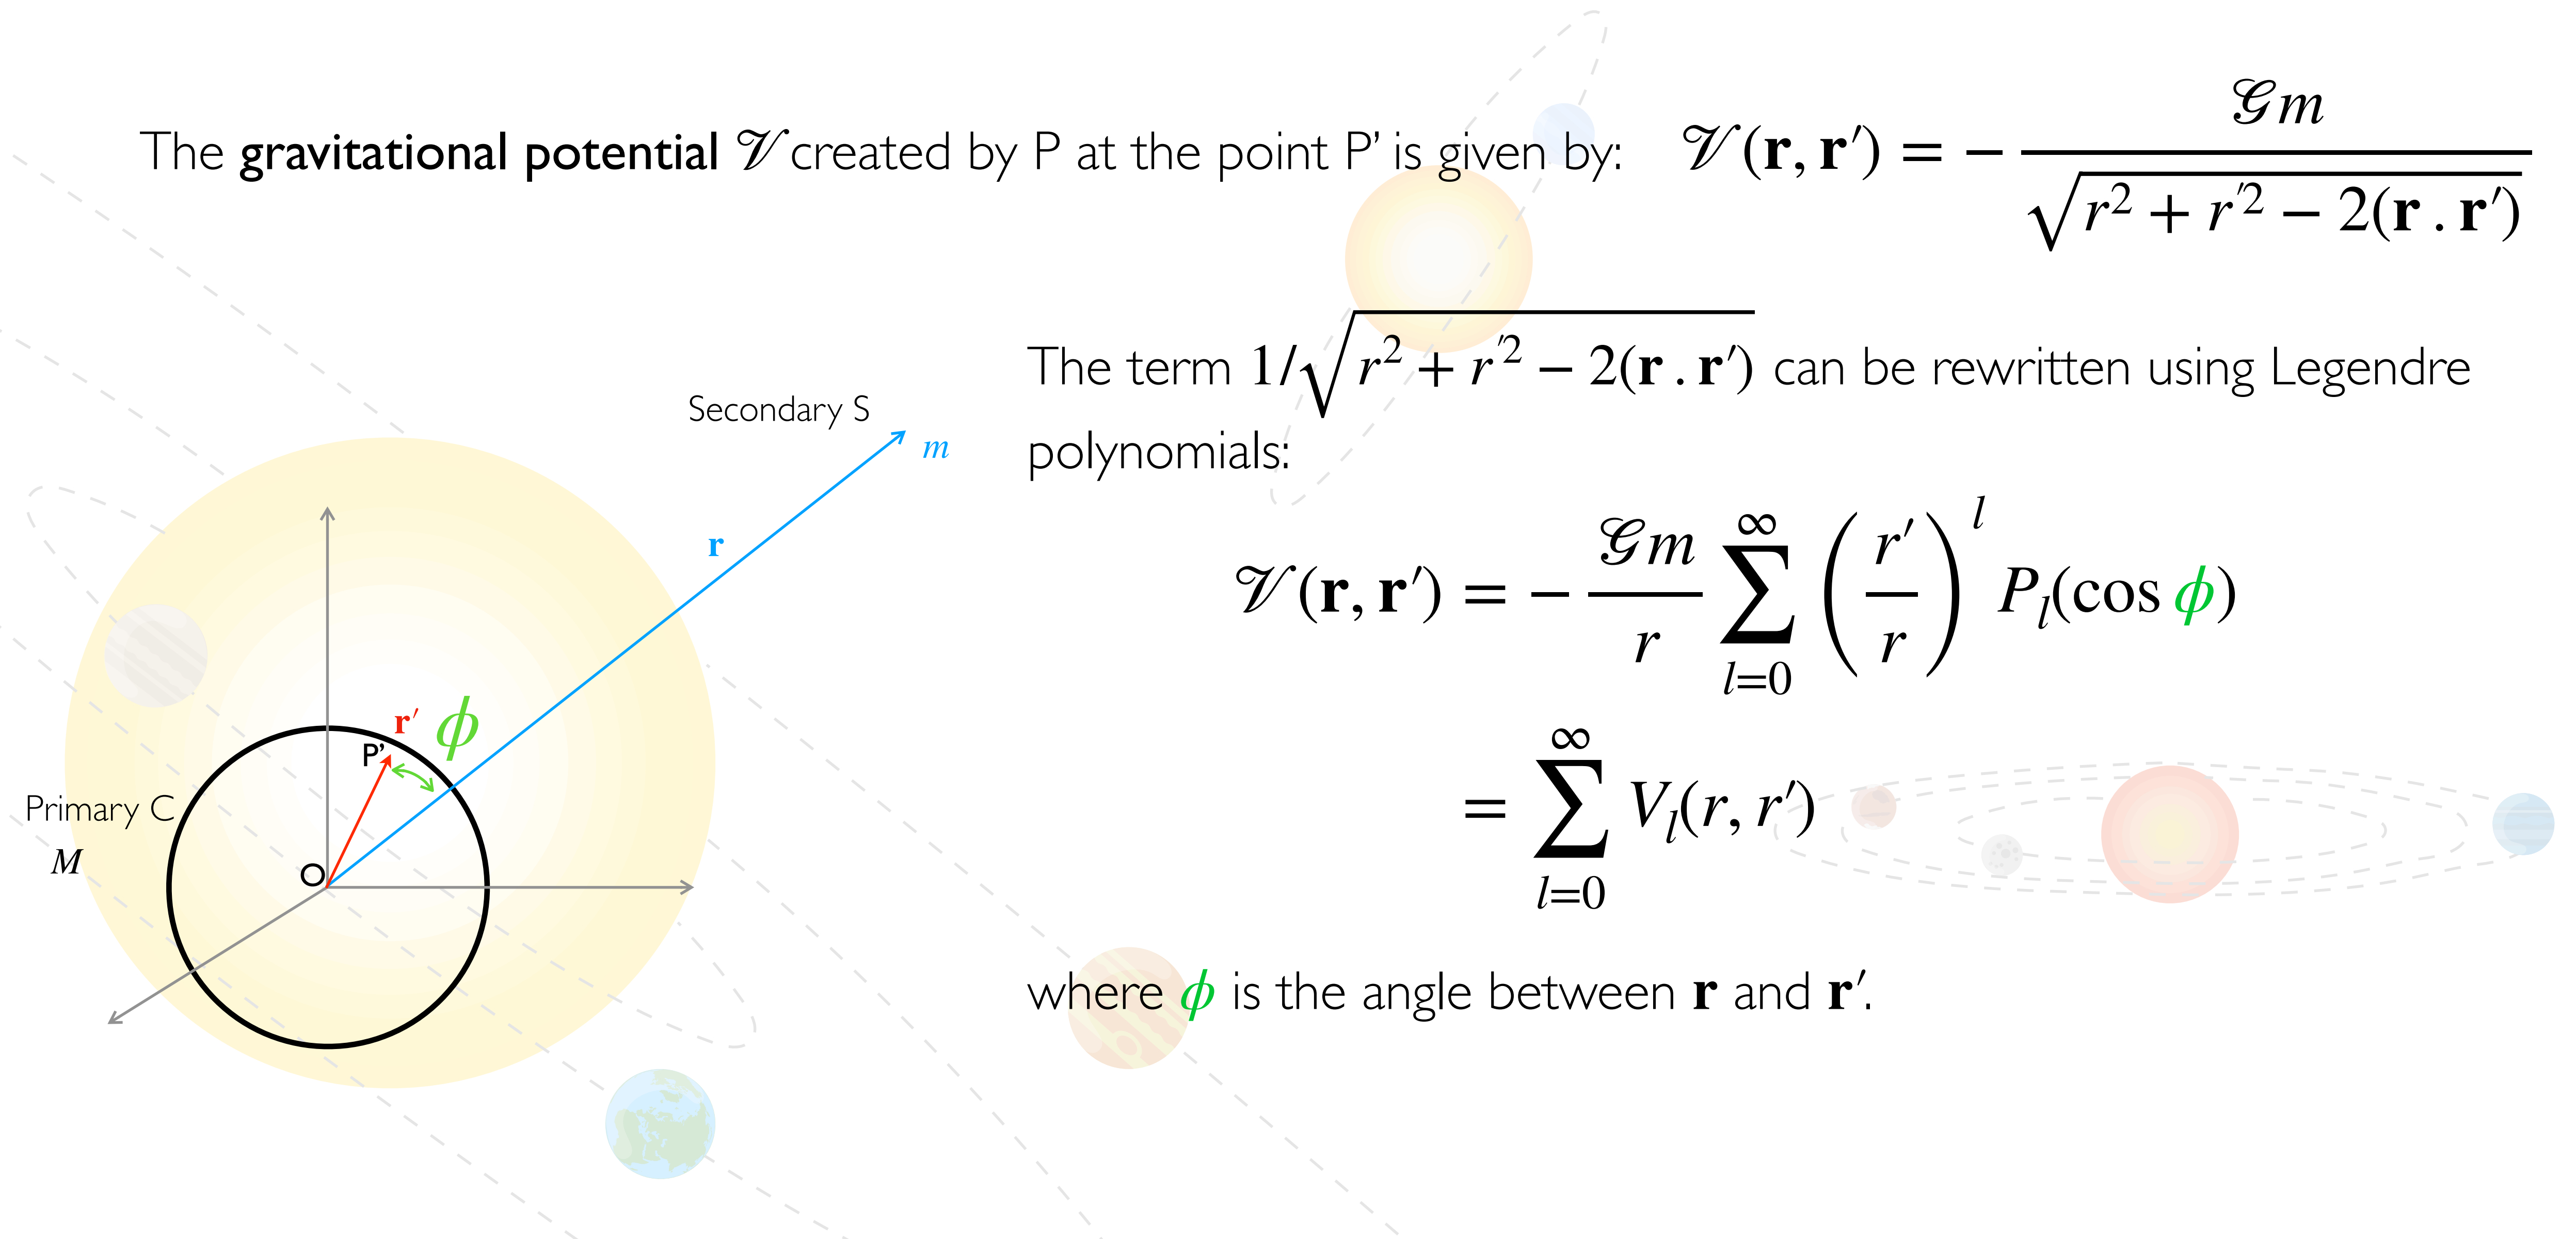 The gravitational potential 𝒱 created by P at the point P' is given by: 𝒱(r, r′) = − 𝒢m / √(r² + r′² − 2(r . r′))
The term 1/√(r² + r′² − 2(r . r′)) can be rewritten using Legendre
polynomials:
𝒱(r, r′) = − 𝒢m/r ∑_{l=0}^{∞} (r′/r)^l P_l(cos ϕ)
= ∑_{l=0}^{∞} V_l(r, r′)
where ϕ is the angle between r and r′.
Secondary S
m
r
r′ ϕ
P'
Primary C
M
O